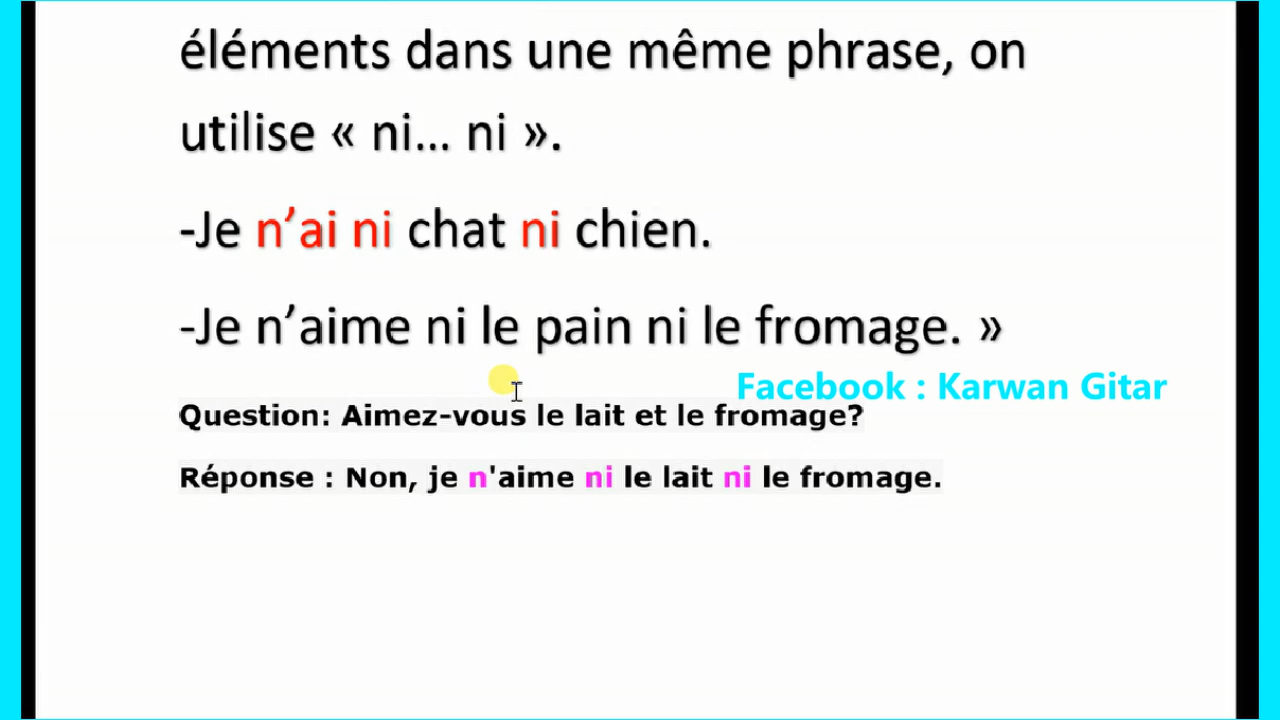 éléments dans une même phrase, on
utilise « ni... ni ».
-Je n’ai ni chat ni chien.
-Je n’aime ni le pain ni le fromage. »
Facebook : Karwan Gitar
Question: Aimez-vous le lait et le fromage?
Réponse : Non, je n'aime ni le lait ni le fromage.